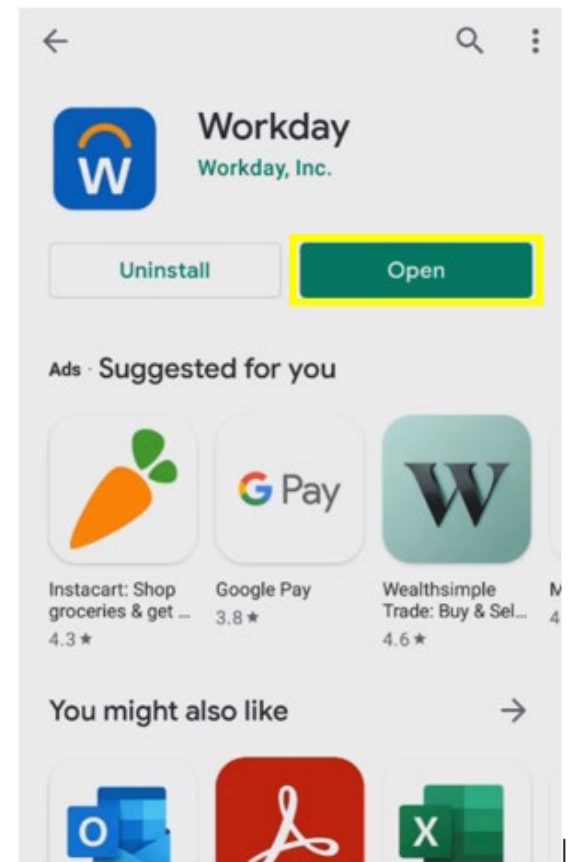 Workday
Workday, Inc.
Uninstall
Open
Ads · Suggested for you
G Pay
W
Instacart: Shop
groceries & get ...
4.3 ★
Google Pay
3.8 ★
Wealthsimple
Trade: Buy & Sel...
4.6 ★
M
4
You might also like
O
X